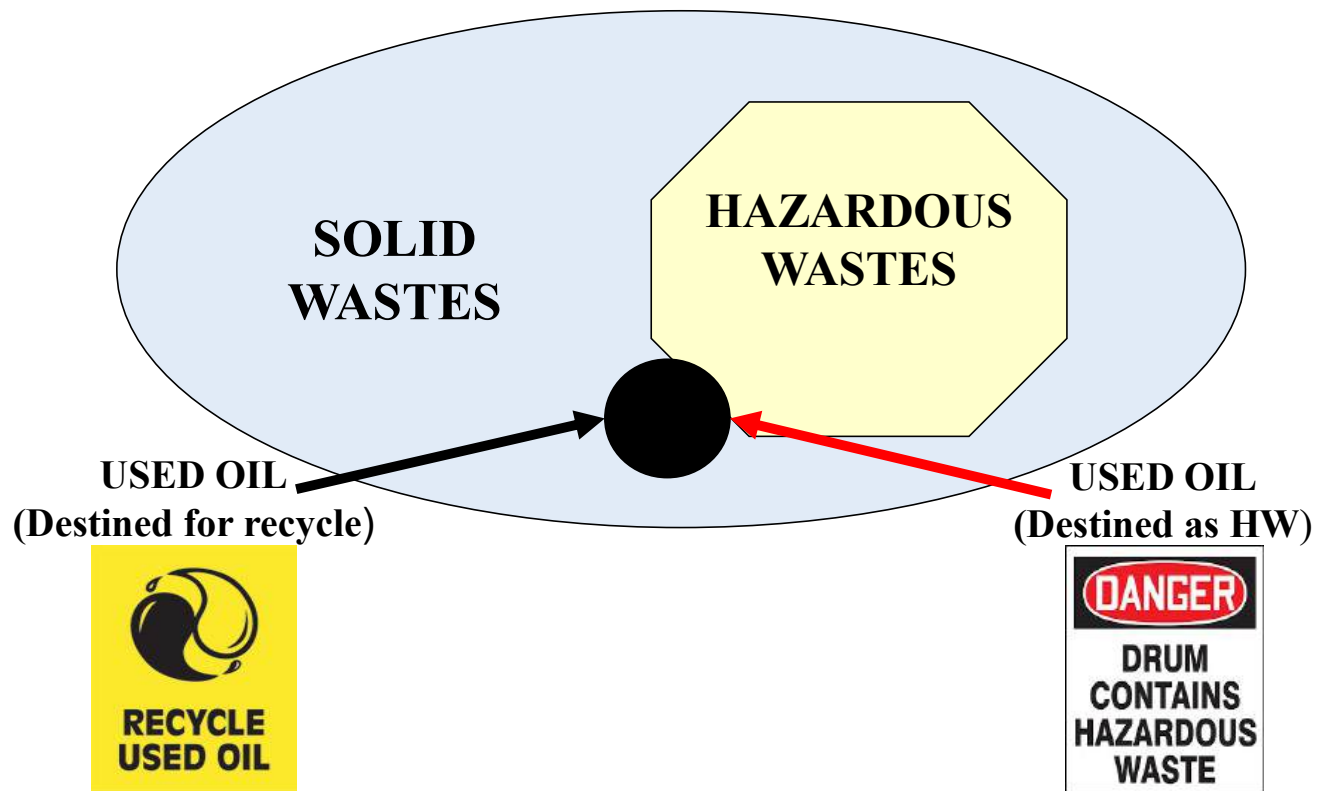 SOLID
WASTES
HAZARDOUS
WASTES
USED OIL
(Destined for recycle)
USED OIL
(Destined as HW)
RECYCLE
USED OIL
DANGER
DRUM
CONTAINS
HAZARDOUS
WASTE